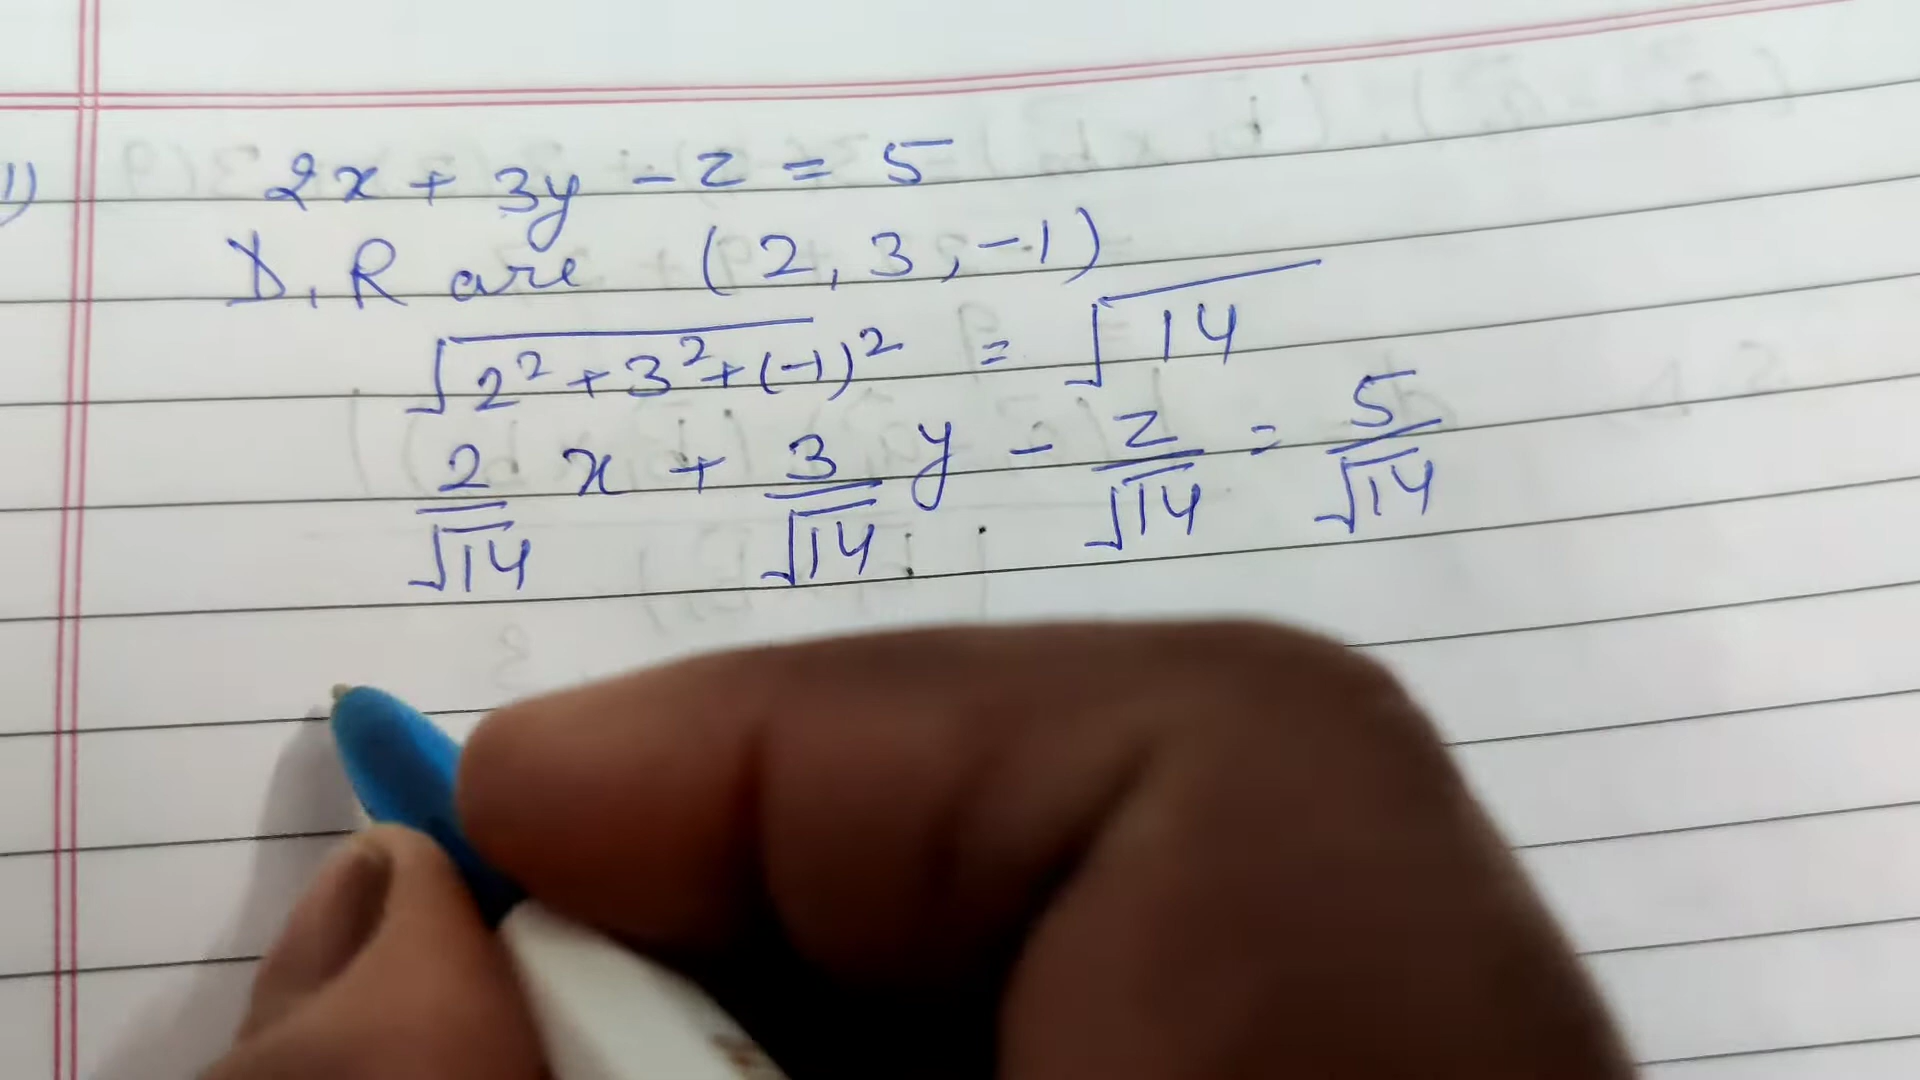 1) 2x + 3y - z = 5
D.R are (2, 3, -1)
√2² + 3² + (-1)² = √14
2/√14 x + 3/√14 y - z/√14 = 5/√14